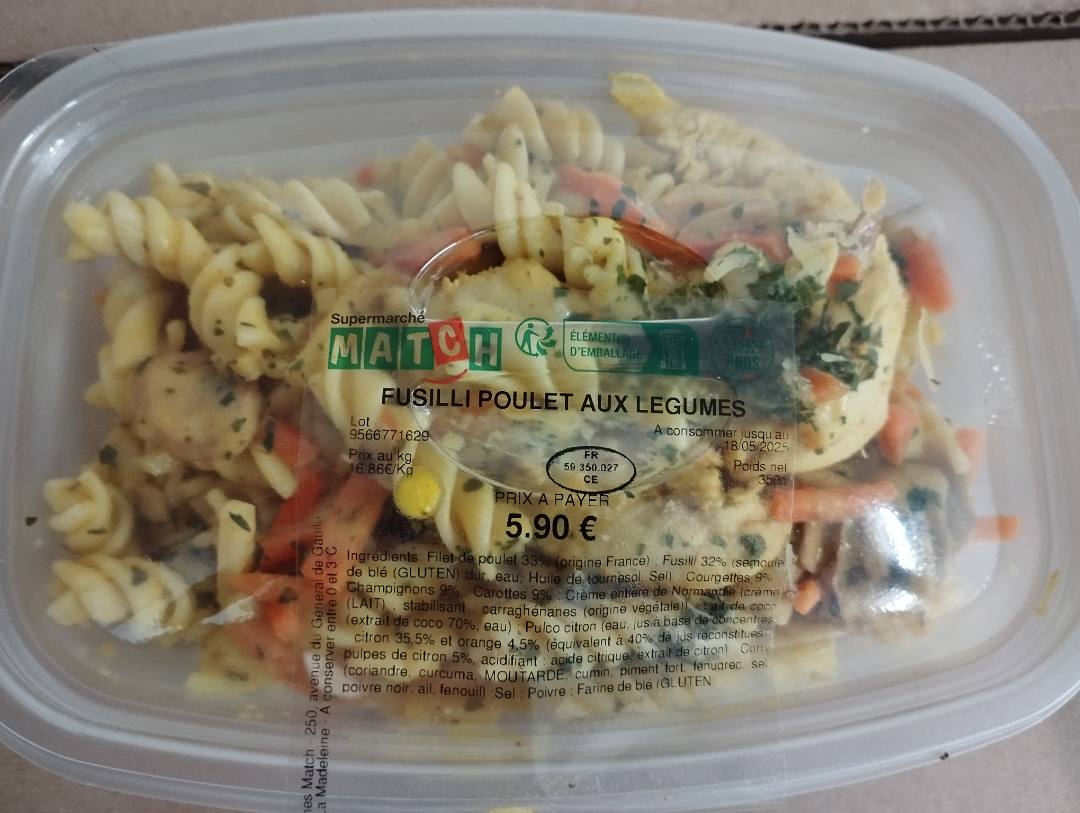 Supermarché
MATCH
ÉLÉMENT(S)
D'EMBALLAGE
CUISINE
PROS
FUSILLI POULET AUX LEGUMES
Lot
9566771629
A consommer jusqu'au
18/05/2025
Prix au kg
16.86€/Kg
FR
59.350.027
CE
Poids net
350g
PRIX A PAYER
5.90 €
Ingrédients: Filet de poulet 33% (origine France) ; Fusilli 32% (semoule
de blé (GLUTEN) dur, eau, Huile de tournesol, Sel) ; Courgettes 9% ;
Champignons 9% ; Carottes 9% ; Crème entière de Normandie (crème
(LAIT), stabilisant : carraghénanes (origine végétale)) ; Lait de coco
(extrait de coco 70%, eau) ; Pulco citron (eau, jus à base de concentrés
citron 35,5% et orange 4,5% (équivalent à 40% de jus reconstitués,
pulpes de citron 5%, acidifiant : acide citrique, extrait de citron) ; Curry
(coriandre, curcuma, MOUTARDE, cumin, piment fort, fenugrec, sel,
poivre noir, ail, fenouil) ; Sel ; Poivre ; Farine de blé (GLUTEN
es Match - 250, avenue du Général de Gaull
La Madeleine - A conserver entre 0 et 3°C